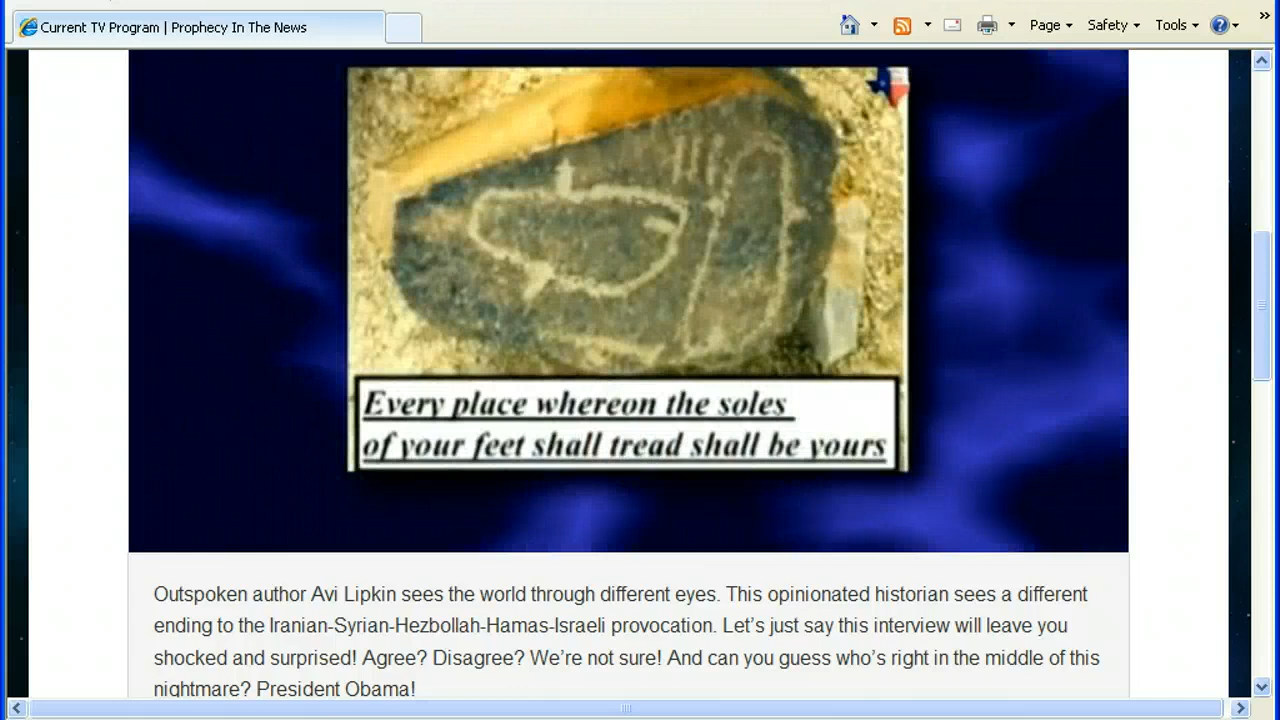 Current TV Program | Prophecy In The News
Page
Safety
Tools
Every place whereon the soles
of your feet shall tread shall be yours
Outspoken author Avi Lipkin sees the world through different eyes. This opinionated historian sees a different
ending to the Iranian-Syrian-Hezbollah-Hamas-Israeli provocation. Let’s just say this interview will leave you
shocked and surprised! Agree? Disagree? We’re not sure! And can you guess who’s right in the middle of this
nightmare? President Obama!